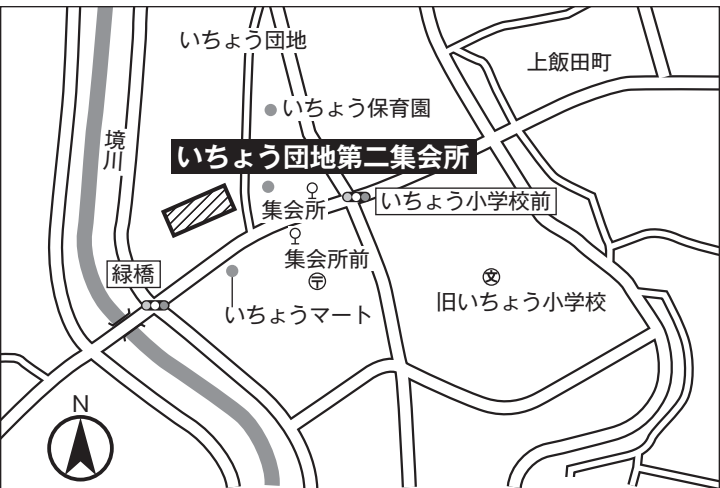 いちょう団地
上飯田町
いちょう保育園
境川
いちょう団地第二集会所
集会所
いちょう小学校前
集会所前
〒
緑橋
文
旧いちょう小学校
いちょうマート
N